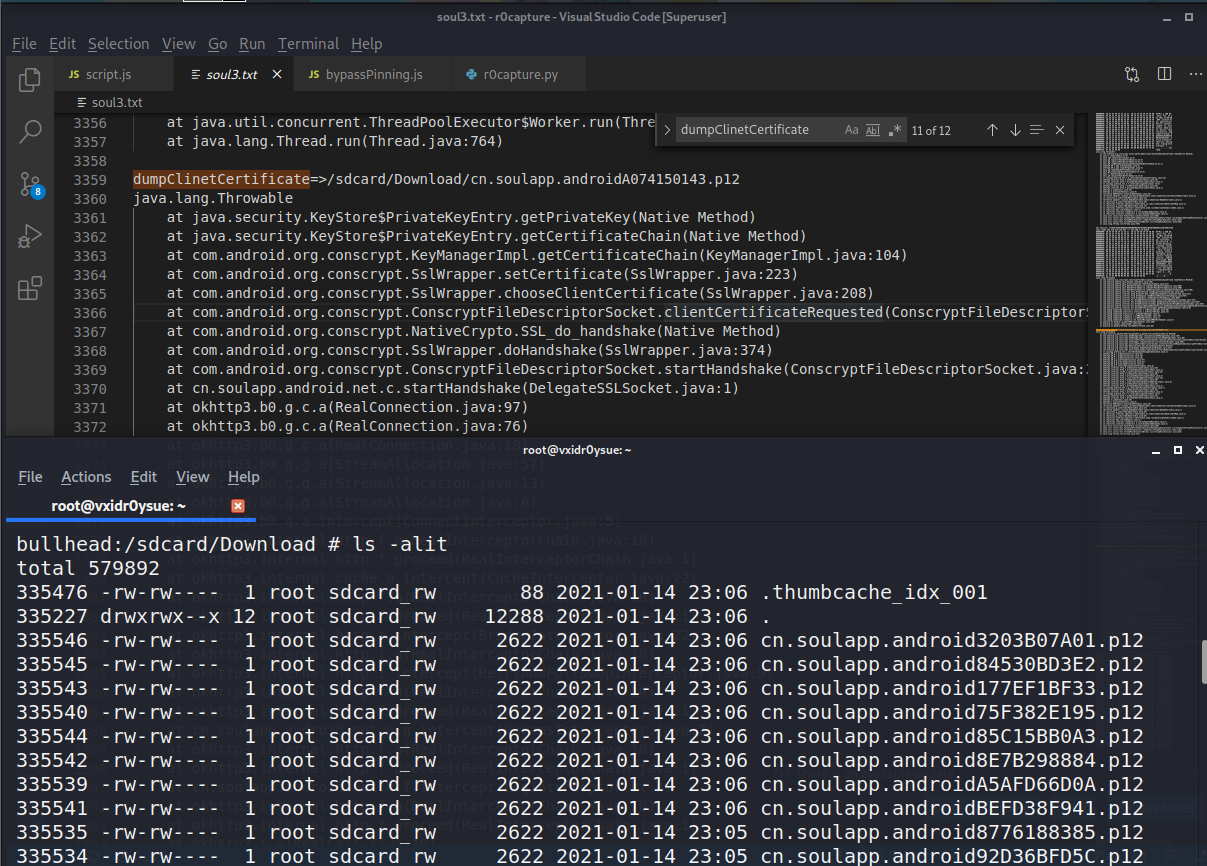 soul3.txt - r0capture - Visual Studio Code [Superuser]
File Edit Selection View Go Run Terminal Help
JS script.js soul3.txt JS bypassPinning.js r0capture.py
soul3.txt
dumpClinetCertificate Aa Abl .* 11 of 12
3356 at java.util.concurrent.ThreadPoolExecutor$Worker.run(Thre
3357 at java.lang.Thread.run(Thread.java:764)
3358
3359 dumpClinetCertificate=>/sdcard/Download/cn.soulapp.androidA074150143.p12
3360 java.lang.Throwable
3361 at java.security.KeyStore$PrivateKeyEntry.getPrivateKey(Native Method)
3362 at java.security.KeyStore$PrivateKeyEntry.getCertificateChain(Native Method)
3363 at com.android.org.conscrypt.KeyManagerImpl.getCertificateChain(KeyManagerImpl.java:104)
3364 at com.android.org.conscrypt.SslWrapper.setCertificate(SslWrapper.java:223)
3365 at com.android.org.conscrypt.SslWrapper.chooseClientCertificate(SslWrapper.java:208)
3366 at com.android.org.conscrypt.ConscryptFileDescriptorSocket.clientCertificateRequested(ConscryptFileDescriptorS
3367 at com.android.org.conscrypt.NativeCrypto.SSL_do_handshake(Native Method)
3368 at com.android.org.conscrypt.SslWrapper.doHandshake(SslWrapper.java:374)
3369 at com.android.org.conscrypt.ConscryptFileDescriptorSocket.startHandshake(ConscryptFileDescriptorSocket.java:
3370 at cn.soulapp.android.net.c.startHandshake(DelegateSSLSocket.java:1)
3371 at okhttp3.b0.g.c.a(RealConnection.java:97)
3372 at okhttp3.b0.g.c.a(RealConnection.java:76)
8
root@vxidr0ysue: ~
File Actions Edit View Help
root@vxidr0ysue: ~
bullhead:/sdcard/Download # ls -alit
total 579892
335476 -rw-rw---- 1 root sdcard_rw 88 2021-01-14 23:06 .thumbcache_idx_001
335227 drwxrwx--x 12 root sdcard_rw 12288 2021-01-14 23:06 .
335546 -rw-rw---- 1 root sdcard_rw 2622 2021-01-14 23:06 cn.soulapp.android3203B07A01.p12
335545 -rw-rw---- 1 root sdcard_rw 2622 2021-01-14 23:06 cn.soulapp.android84530BD3E2.p12
335543 -rw-rw---- 1 root sdcard_rw 2622 2021-01-14 23:06 cn.soulapp.android177EF1BF33.p12
335540 -rw-rw---- 1 root sdcard_rw 2622 2021-01-14 23:06 cn.soulapp.android75F382E195.p12
335544 -rw-rw---- 1 root sdcard_rw 2622 2021-01-14 23:06 cn.soulapp.android85C15BB0A3.p12
335542 -rw-rw---- 1 root sdcard_rw 2622 2021-01-14 23:06 cn.soulapp.android8E7B298884.p12
335539 -rw-rw---- 1 root sdcard_rw 2622 2021-01-14 23:06 cn.soulapp.androidA5AFD66D0A.p12
335541 -rw-rw---- 1 root sdcard_rw 2622 2021-01-14 23:06 cn.soulapp.androidBEFD38F941.p12
335535 -rw-rw---- 1 root sdcard_rw 2622 2021-01-14 23:05 cn.soulapp.android8776188385.p12
335534 -rw-rw---- 1 root sdcard_rw 2622 2021-01-14 23:05 cn.soulapp.android92D36BFD5C.p12